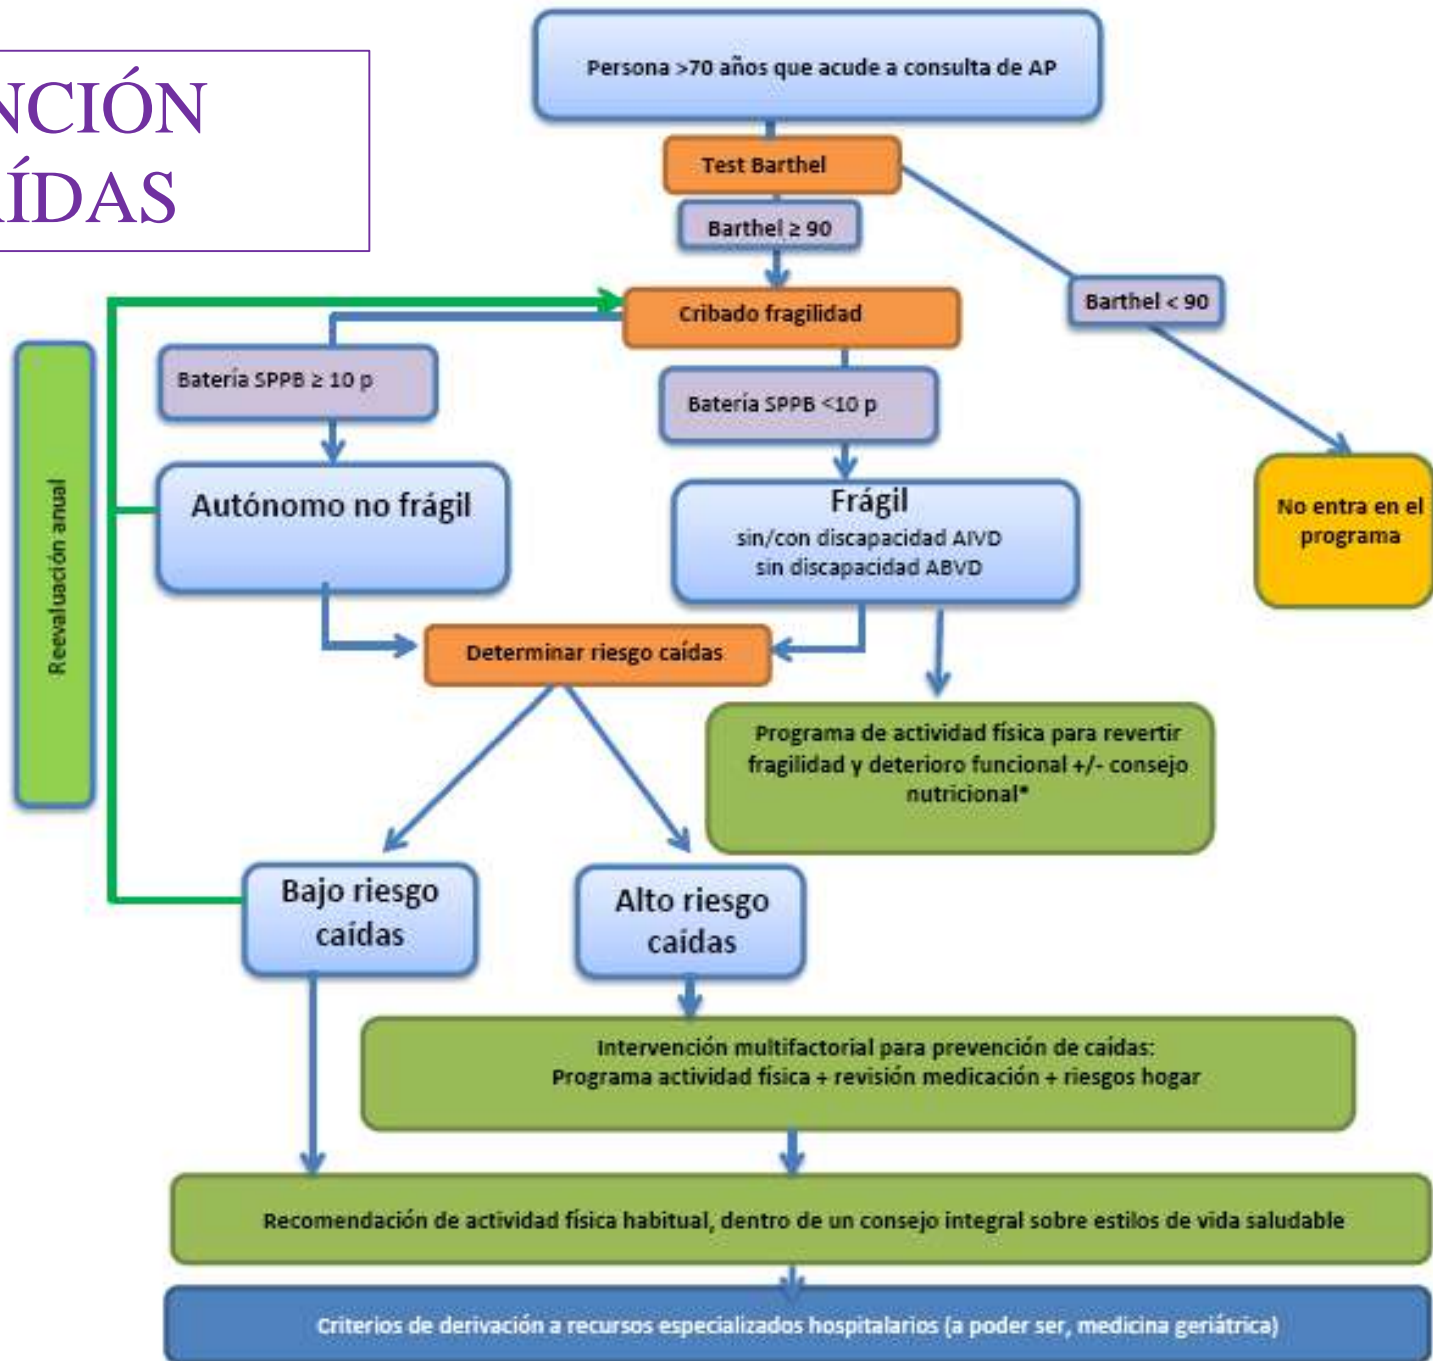 NCIÓN
ÍDAS
Persona >70 años que acude a consulta de AP
Test Barthel
Barthel ≥ 90
Barthel < 90
Cribado fragilidad
Batería SPPB ≥ 10 p
Batería SPPB <10 p
Reevaluación anual
Autónomo no frágil
Frágil
sin/con discapacidad AIVD
sin discapacidad ABVD
No entra en el
programa
Determinar riesgo caídas
Programa de actividad física para revertir
fragilidad y deterioro funcional +/- consejo
nutricional*
Bajo riesgo
caídas
Alto riesgo
caídas
Intervención multifactorial para prevención de caídas:
Programa actividad física + revisión medicación + riesgos hogar
Recomendación de actividad física habitual, dentro de un consejo integral sobre estilos de vida saludable
Criterios de derivación a recursos especializados hospitalarios (a poder ser, medicina geriátrica)